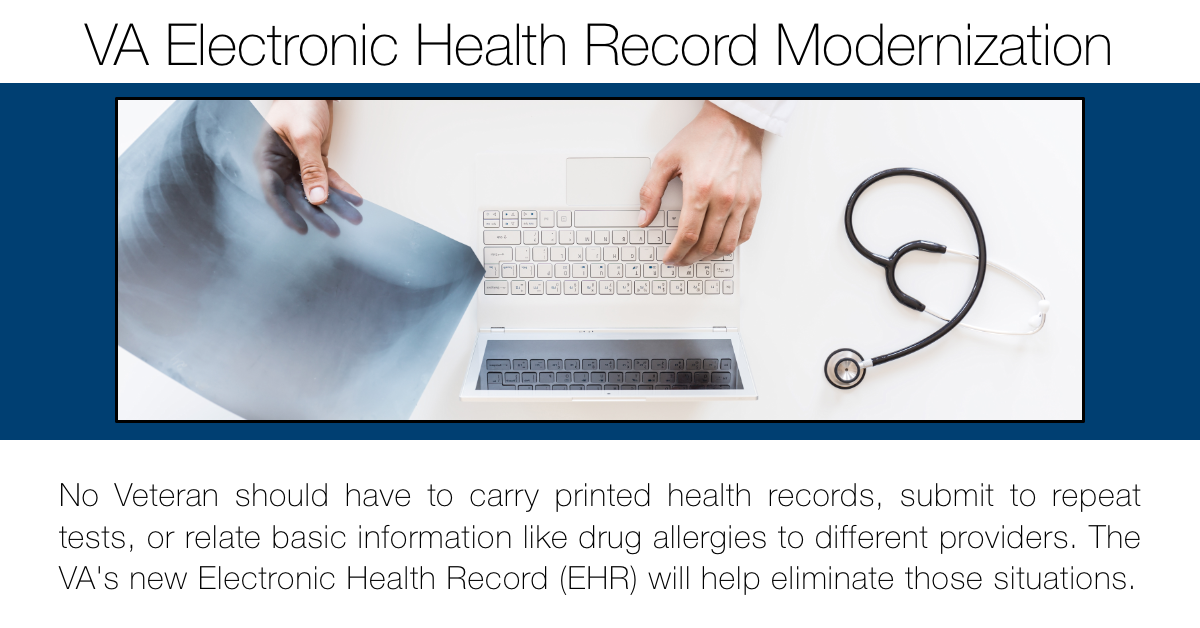 VA Electronic Health Record Modernization
No Veteran should have to carry printed health records, submit to repeat
tests, or relate basic information like drug allergies to different providers. The
VA's new Electronic Health Record (EHR) will help eliminate those situations.